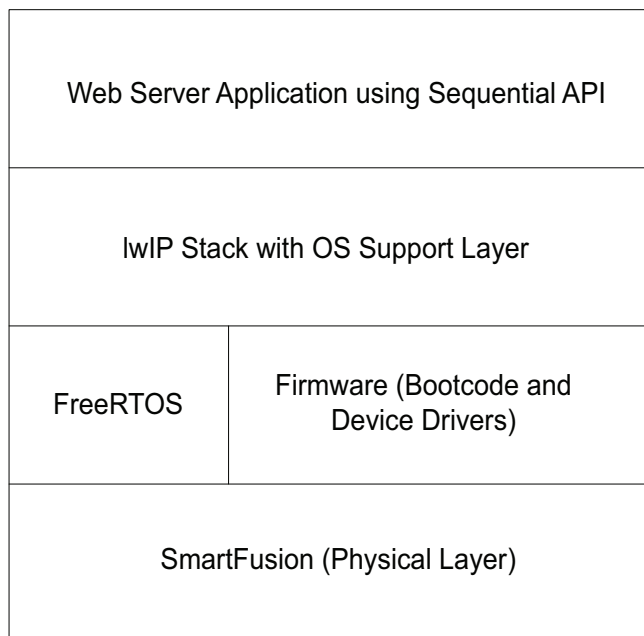 Web Server Application using Sequential API
lwIP Stack with OS Support Layer
FreeRTOS
Firmware (Bootcode and
Device Drivers)
SmartFusion (Physical Layer)